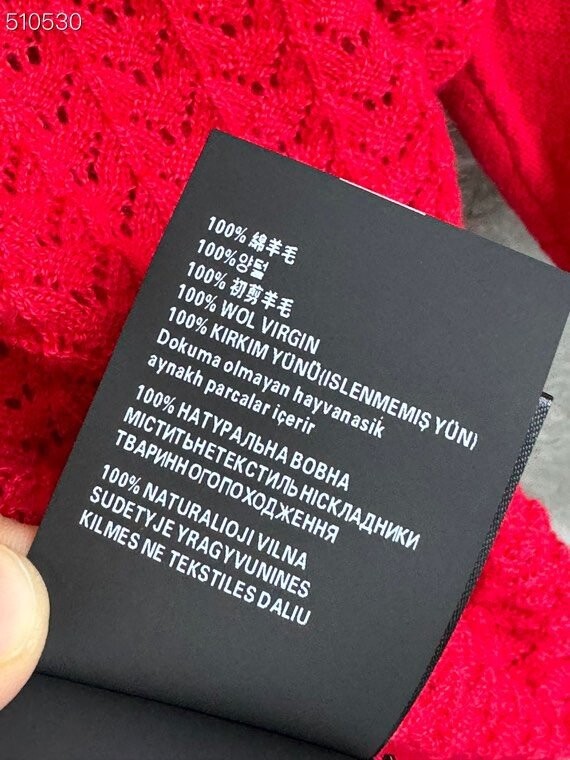 510530
100% 綿羊毛
100%양털
100% 初剪羊毛
100% WOL VIRGIN
100% KIRKIM YÜNÜ(ISLENMEMIŞ YÜN)
Dokuma olmayan hayvanasik
aynakh parcalar içerir
100% НАТУРАЛЬНА ВОВНА
МІСТИТЬНЕТЕКСТИЛЬНІСКЛАДНИКИ
ТВАРИННОГОПОХОДЖЕННЯ
100% NATURALIOJI VILNA
SUDETYJE YRAGYVUNINES
KILMES NE TEKSTILES DALIU